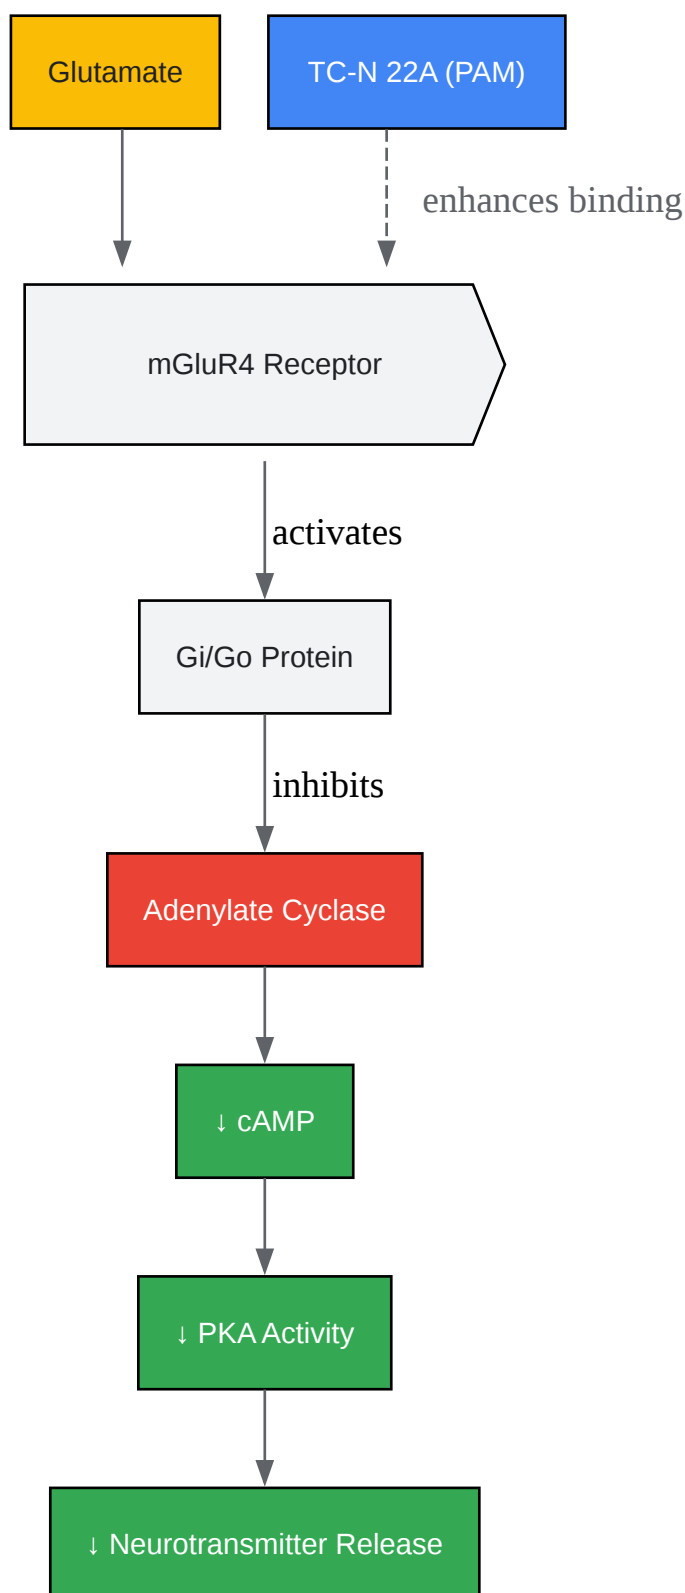 Glutamate
TC-N 22A (PAM)
enhances binding
mGluR4 Receptor
activates
Gi/Go Protein
inhibits
Adenylate Cyclase
↓ cAMP
↓ PKA Activity
↓ Neurotransmitter Release